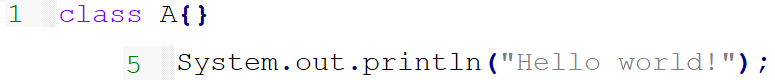 1 class A{}
5 System.out.println("Hello world!");